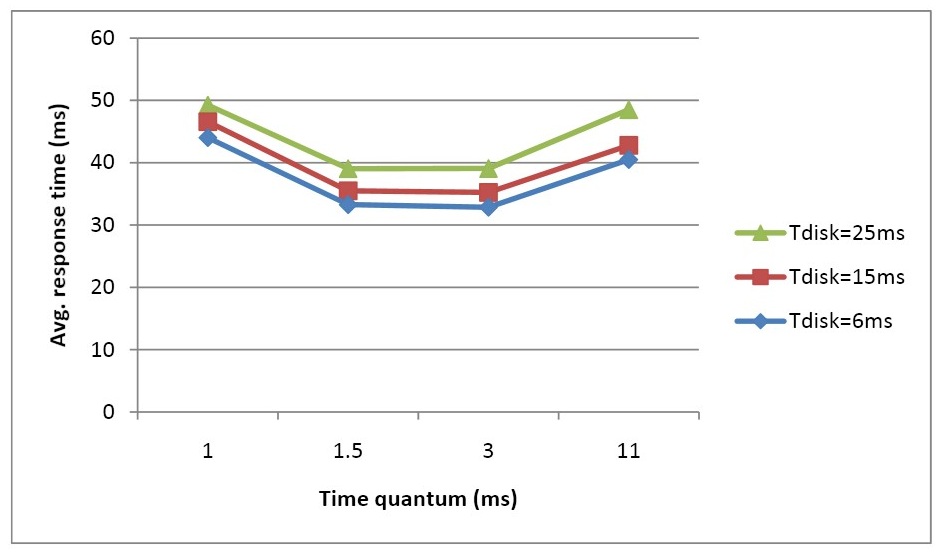 60
50
40
30
20
10
0
Avg. response time (ms)
1 1.5 3 11
Time quantum (ms)
Tdisk=25ms
Tdisk=15ms
Tdisk=6ms